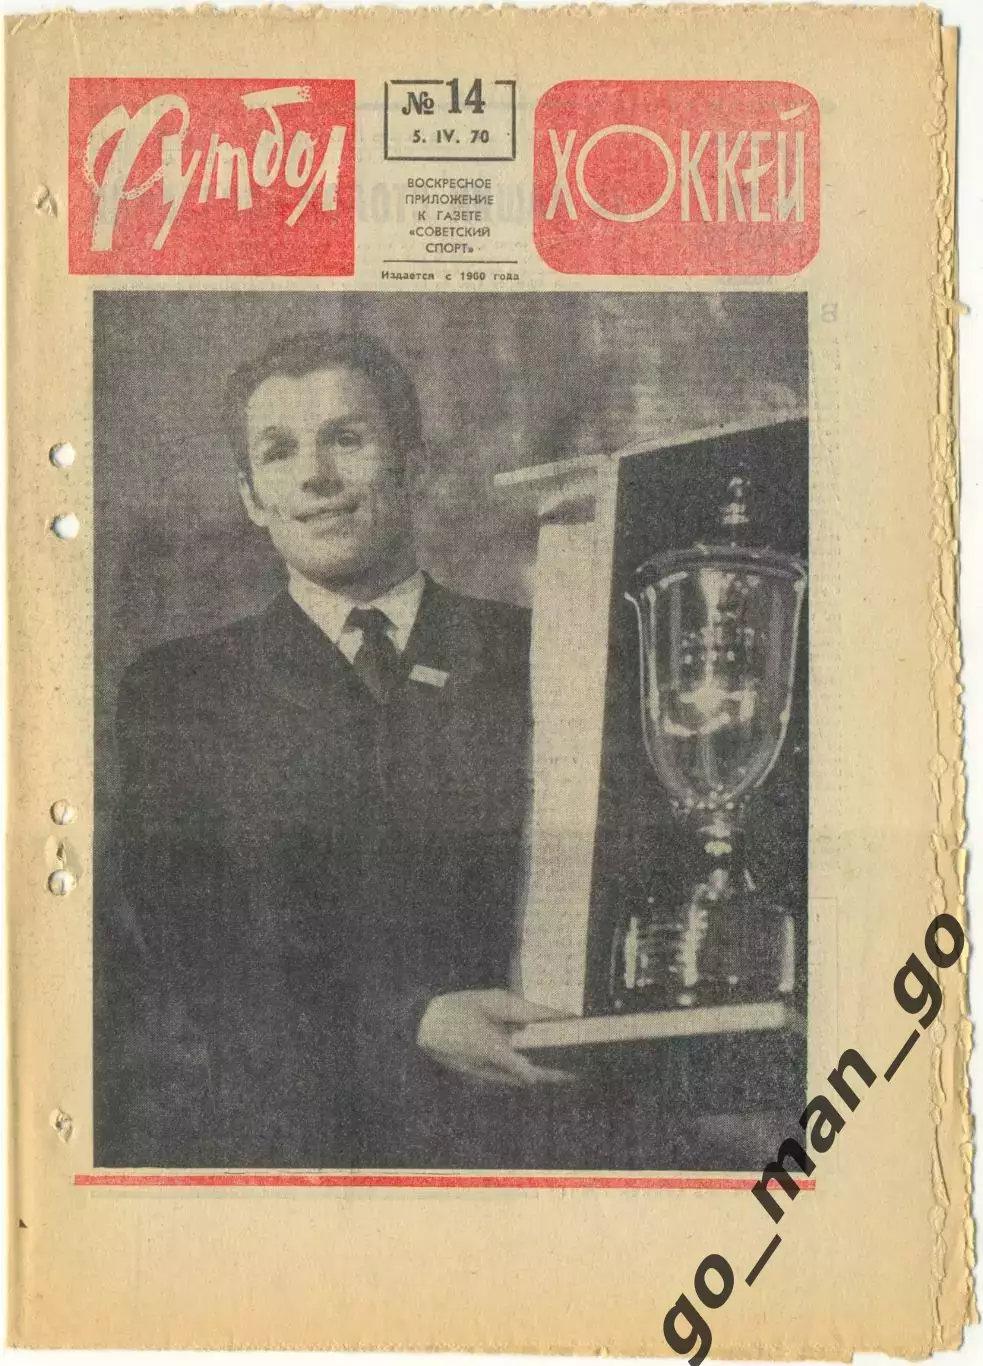 Футбол
№ 14
5. IV. 70
ВОСКРЕСНОЕ
ПРИЛОЖЕНИЕ
К ГАЗЕТЕ
«СОВЕТСКИЙ
СПОРТ»
Издается с 1960 года
ХОККЕЙ
go_man_go